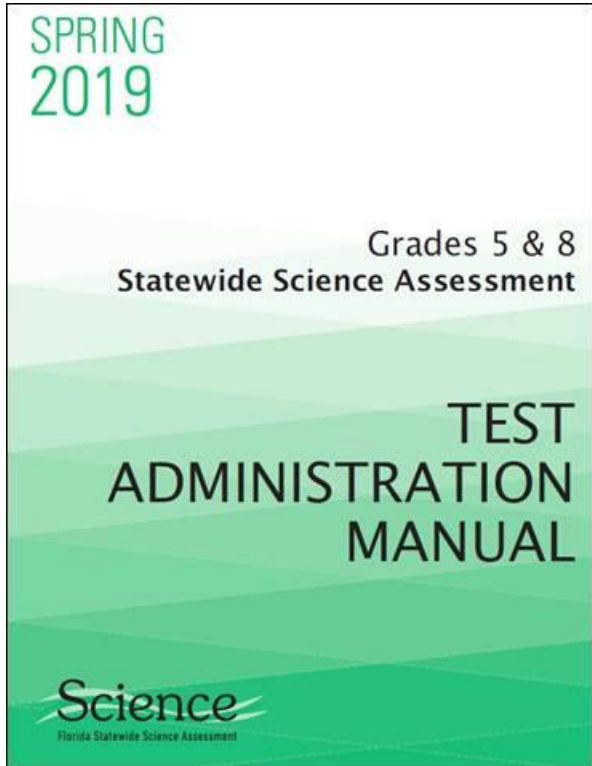 SPRING
2019
Grades 5 & 8
Statewide Science Assessment
TEST
ADMINISTRATION
MANUAL
Science
Florida Statewide Science Assessment